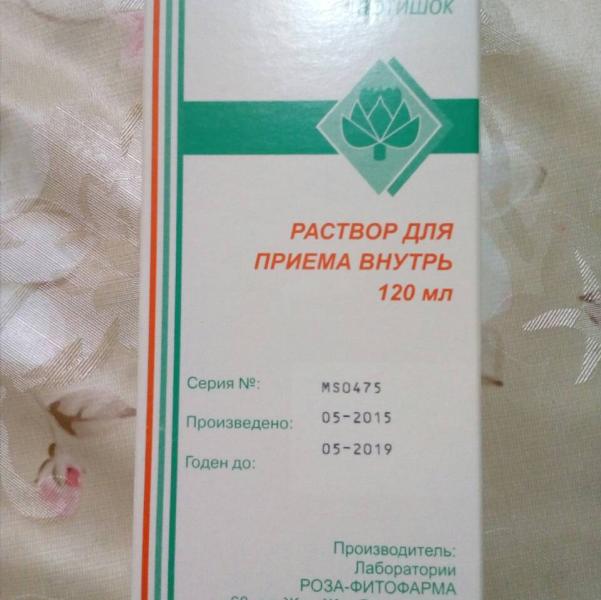 РАСТВОР ДЛЯ
ПРИЕМА ВНУТРЬ
120 мл
Серия №: MS0475
Произведено: 05-2015
Годен до: 05-2019
Производитель:
Лаборатории
РОЗА-ФИТОФАРМА